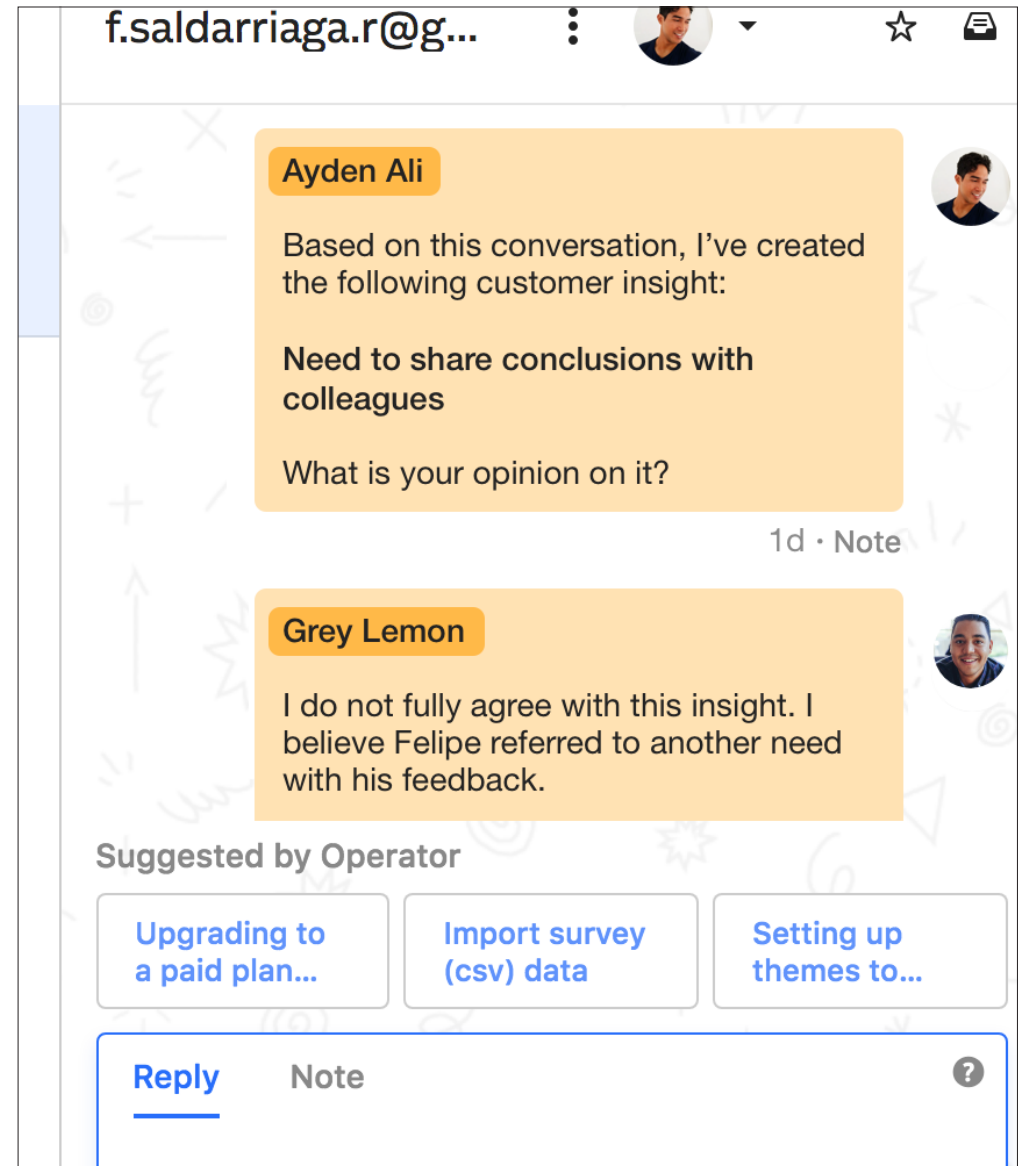 f.saldarriaga.r@g...
Ayden Ali
Based on this conversation, I’ve created
the following customer insight:
Need to share conclusions with
colleagues
What is your opinion on it?
1d · Note
Grey Lemon
I do not fully agree with this insight. I
believe Felipe referred to another need
with his feedback.
Suggested by Operator
Upgrading to
a paid plan...
Import survey
(csv) data
Setting up
themes to...
Reply Note ?